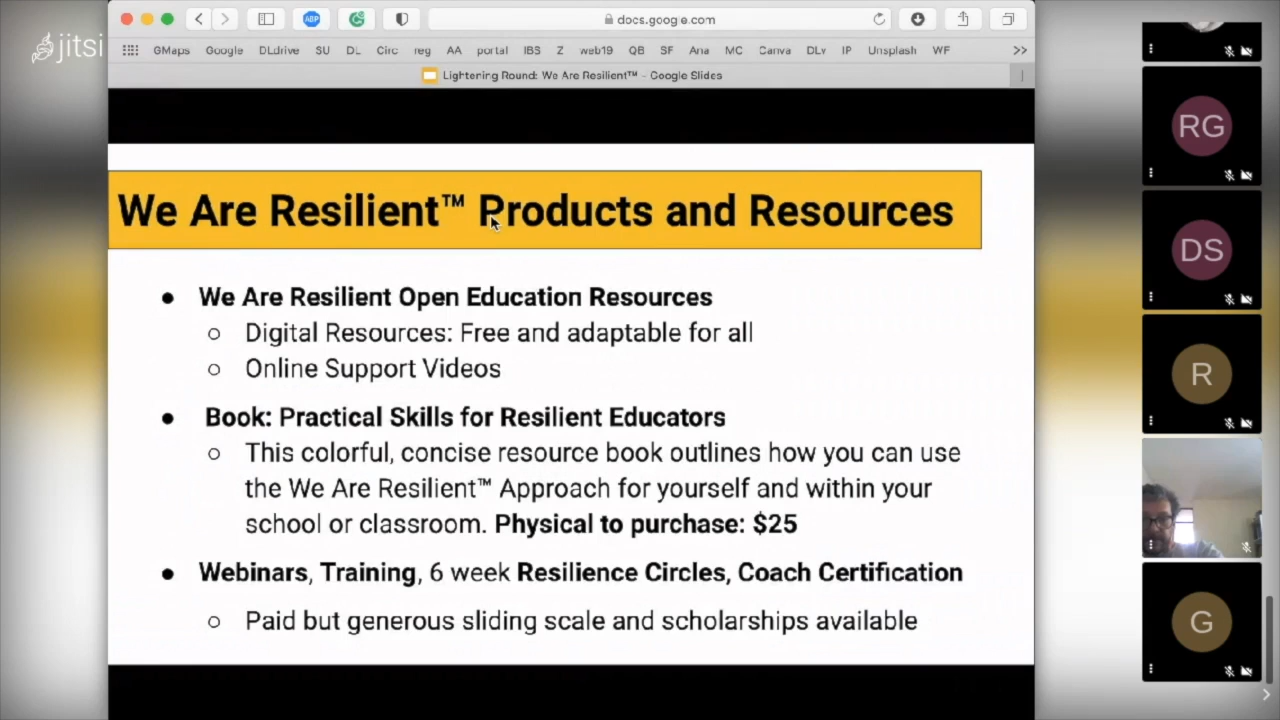 jitsi
docs.google.com
GMaps Google DLdrive SU DL Circ reg AA portal IBS Z web19 QB SF Ana MC Canva DLv IP Unsplash WF >>
Lightening Round: We Are Resilient™ - Google Slides
We Are Resilient™ Products and Resources
● We Are Resilient Open Education Resources
○ Digital Resources: Free and adaptable for all
○ Online Support Videos
● Book: Practical Skills for Resilient Educators
○ This colorful, concise resource book outlines how you can use
the We Are Resilient™ Approach for yourself and within your
school or classroom. Physical to purchase: $25
● Webinars, Training, 6 week Resilience Circles, Coach Certification
○ Paid but generous sliding scale and scholarships available
ABP
RG
DS
R
G